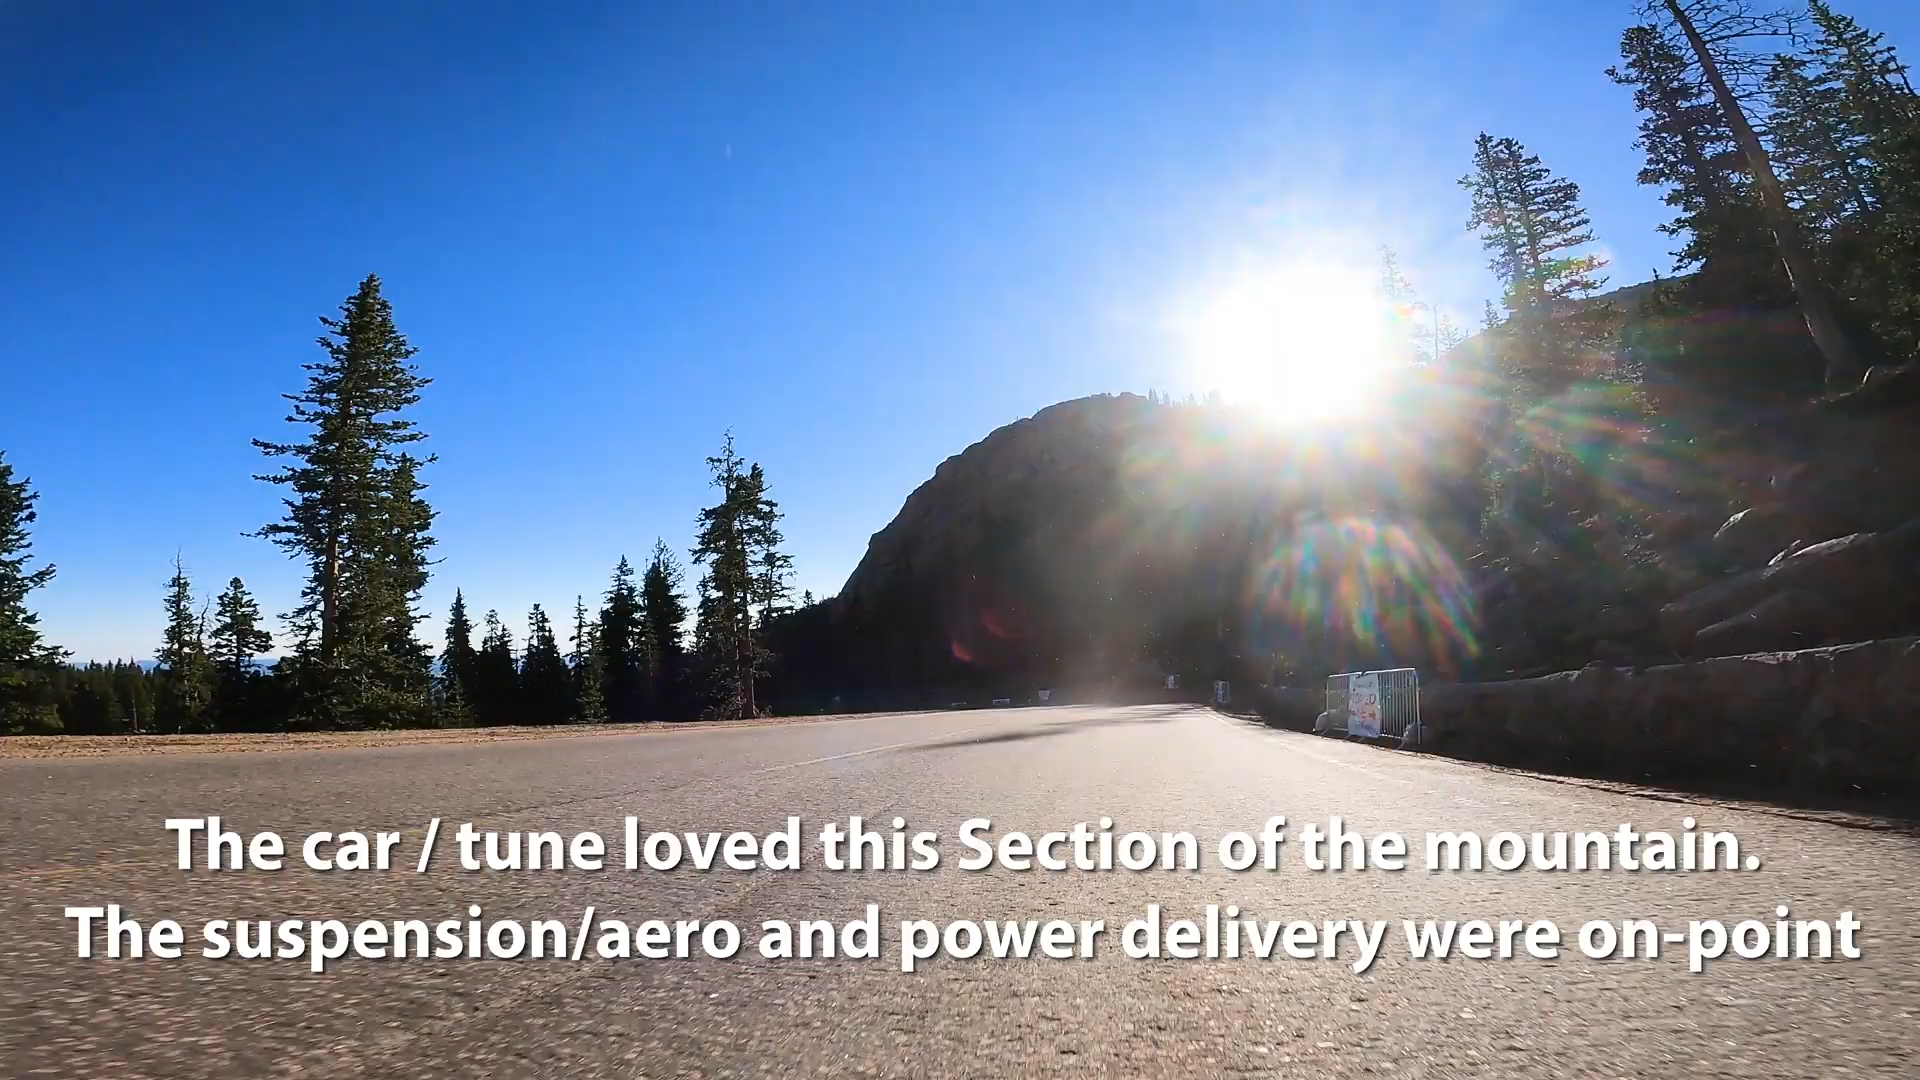 The car / tune loved this Section of the mountain.
The suspension/aero and power delivery were on-point